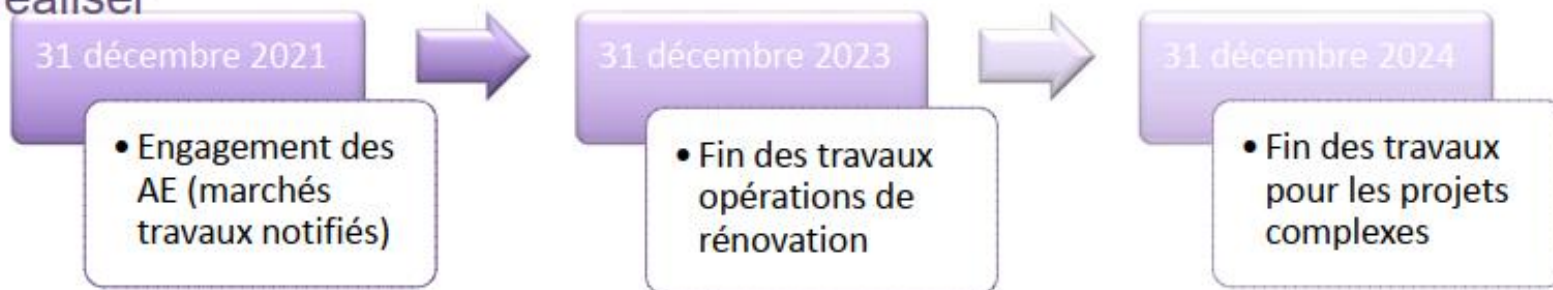 31 décembre 2021
31 décembre 2023
31 décembre 2024
• Engagement des
AE (marchés
travaux notifiés)
• Fin des travaux
opérations de
rénovation
• Fin des travaux
pour les projets
complexes